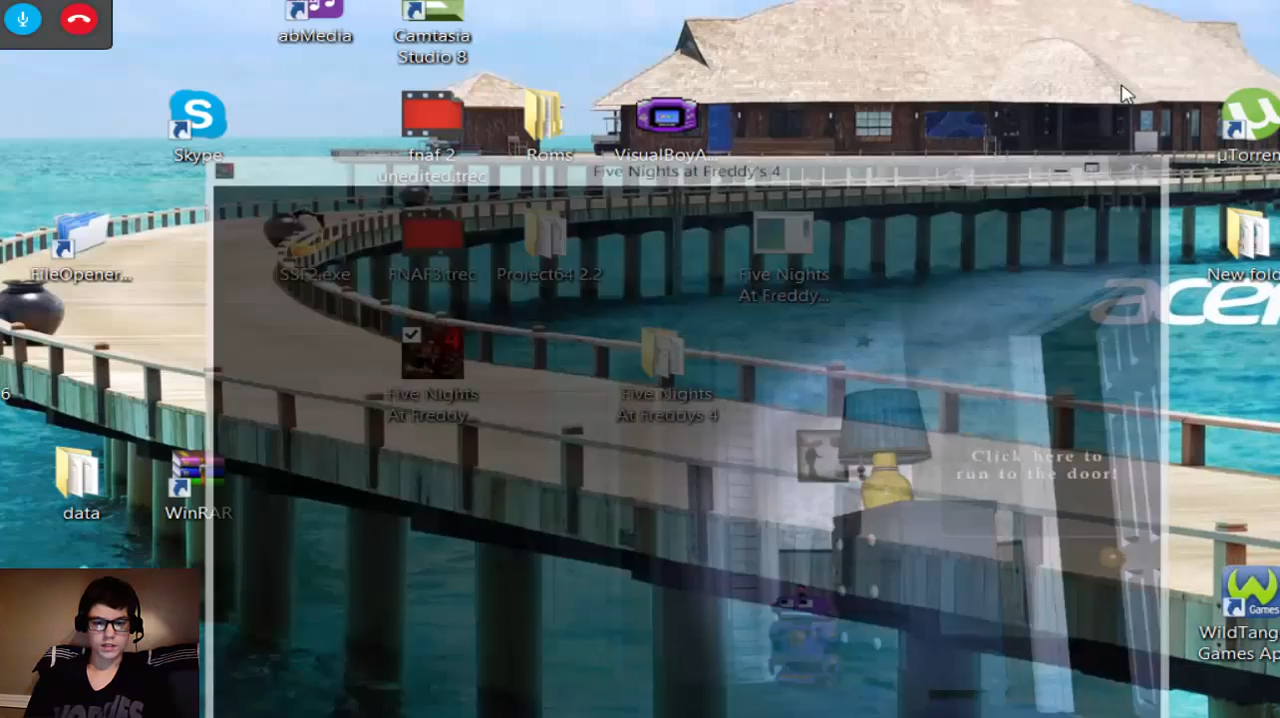 abMedia
Camtasia
Studio 8
Skype
fnaf 2
unedited.trec
Roms
VisualBoyA...
µTorren
Five Nights at Freddy's 4
FileOpener...
SSF2.exe
FNAF3.trec
Project64 2.2
Five Nights
At Freddy...
New fold
acer
6
Five Nights
At Freddy...
Five Nights
At Freddys 4
Click here to
run to the door!
data
WinRAR
Games
WildTang
Games Ap